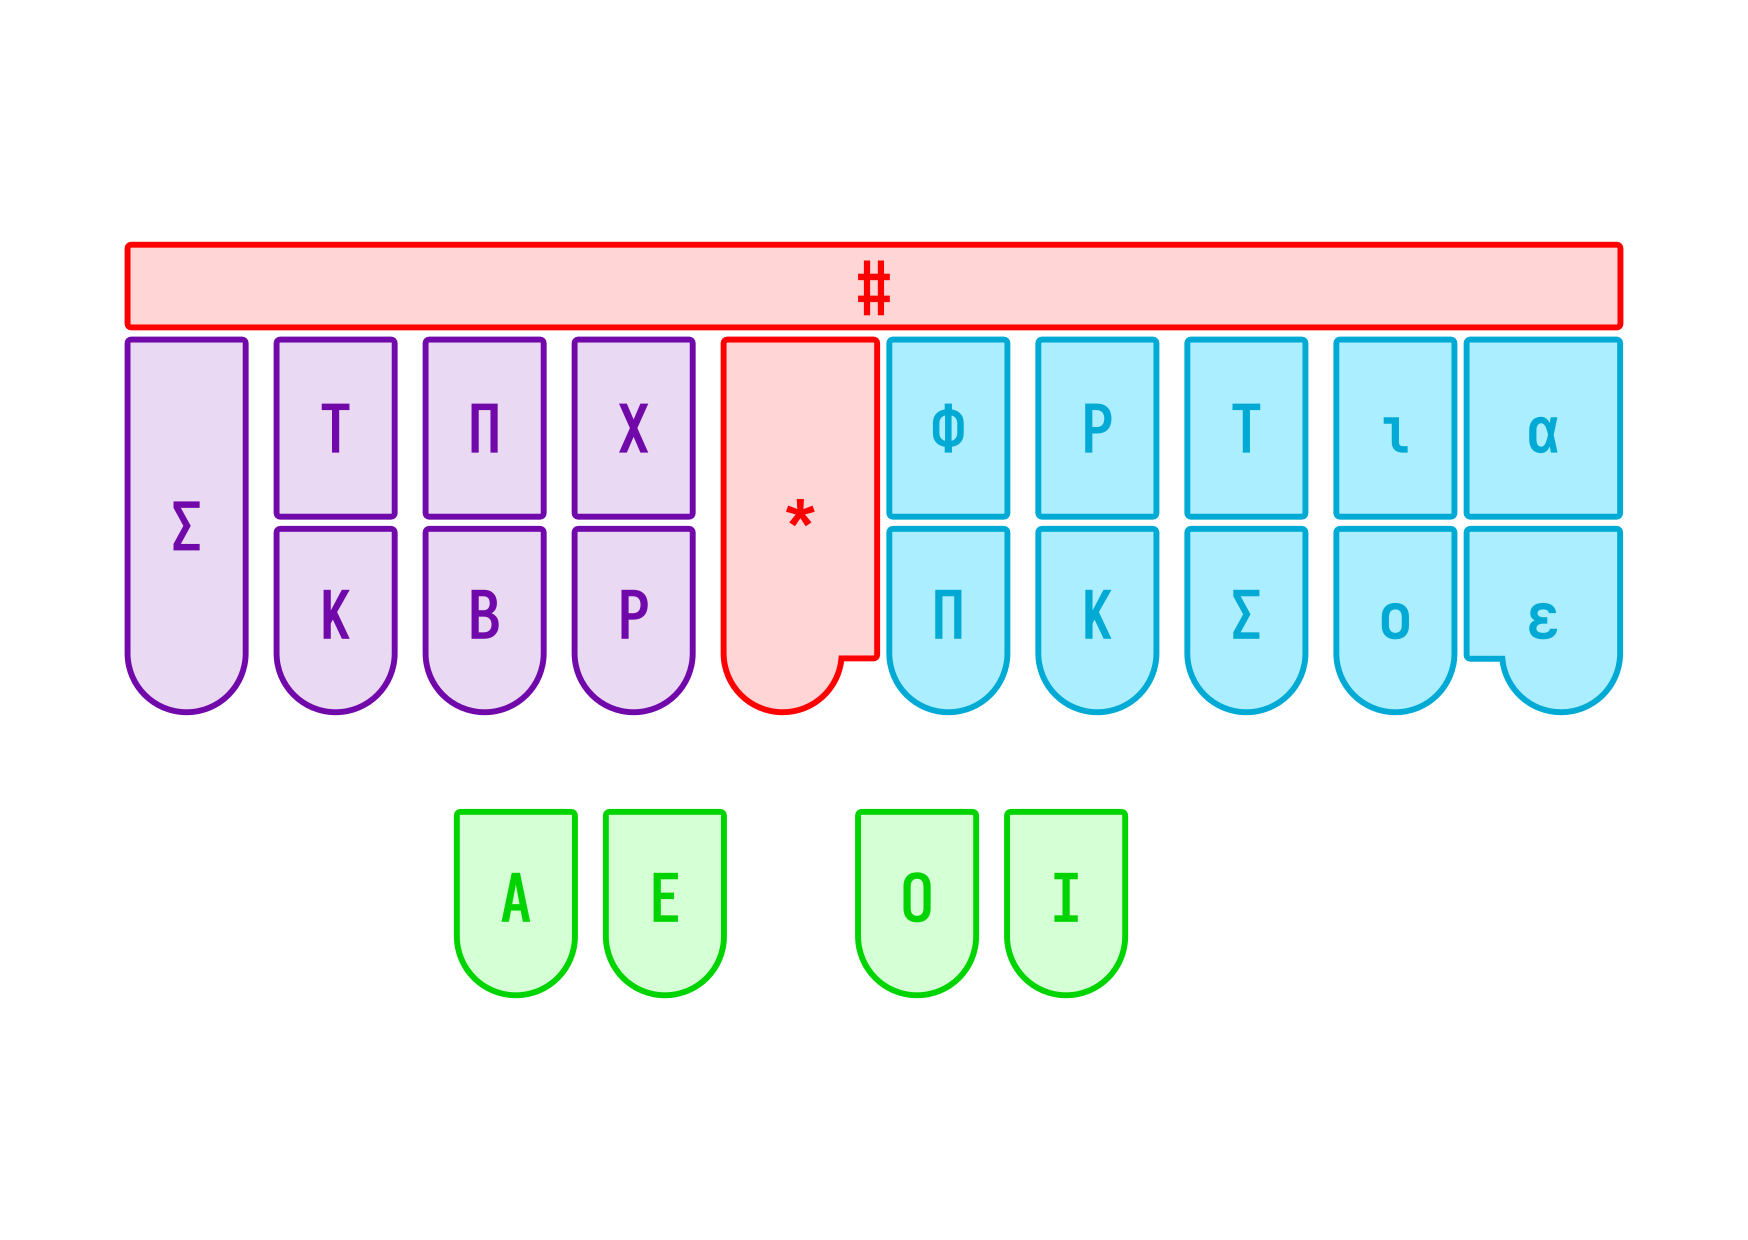 #
Σ Τ Π Χ * Φ Ρ Τ ι α
Κ Β Ρ Π Κ Σ ο ε
Α Ε Ο Ι